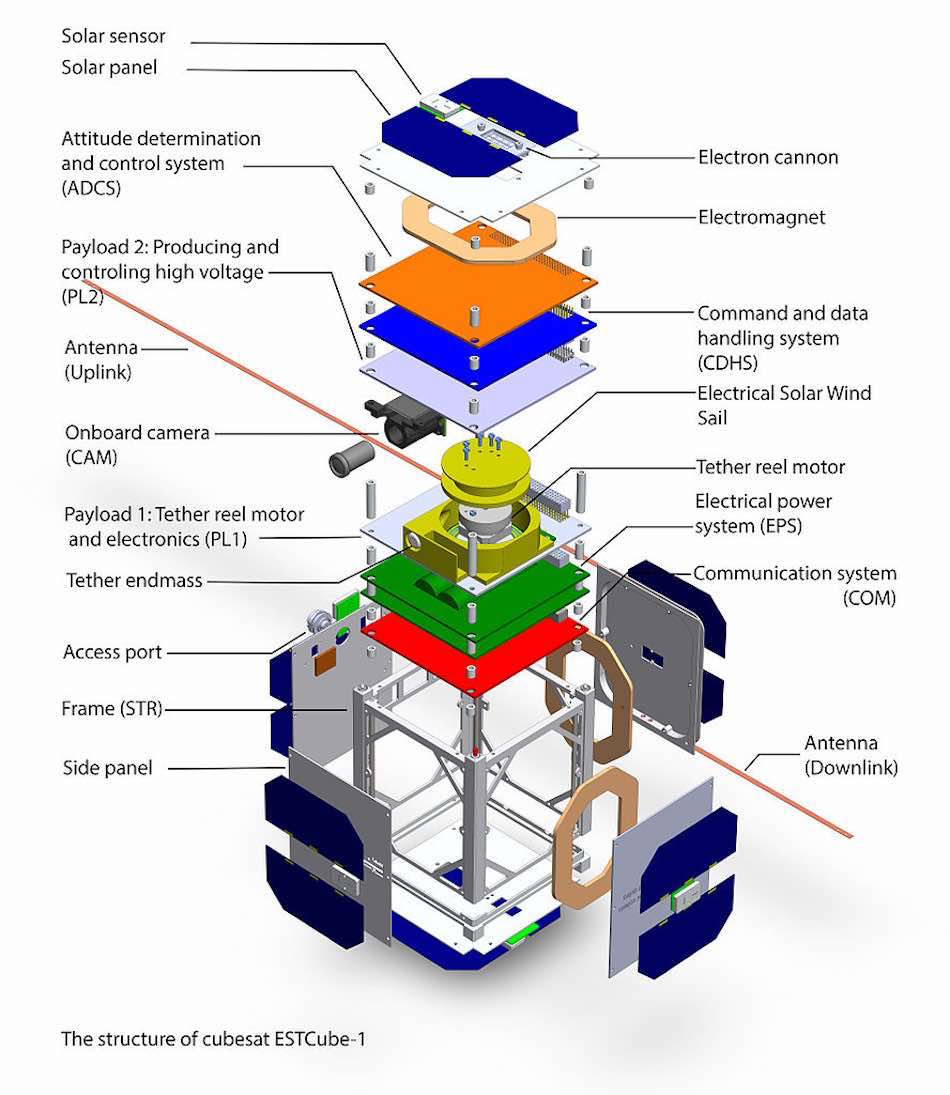 Solar sensor
Solar panel
Attitude determination
and control system
(ADCS)
Payload 2: Producing and
controling high voltage
(PL2)
Antenna
(Uplink)
Onboard camera
(CAM)
Payload 1: Tether reel motor
and electronics (PL1)
Tether endmass
Access port
Frame (STR)
Side panel
Electron cannon
Electromagnet
Command and data
handling system
(CDHS)
Electrical Solar Wind
Sail
Tether reel motor
Electrical power
system (EPS)
Communication system
(COM)
Antenna
(Downlink)
The structure of cubesat ESTCube-1